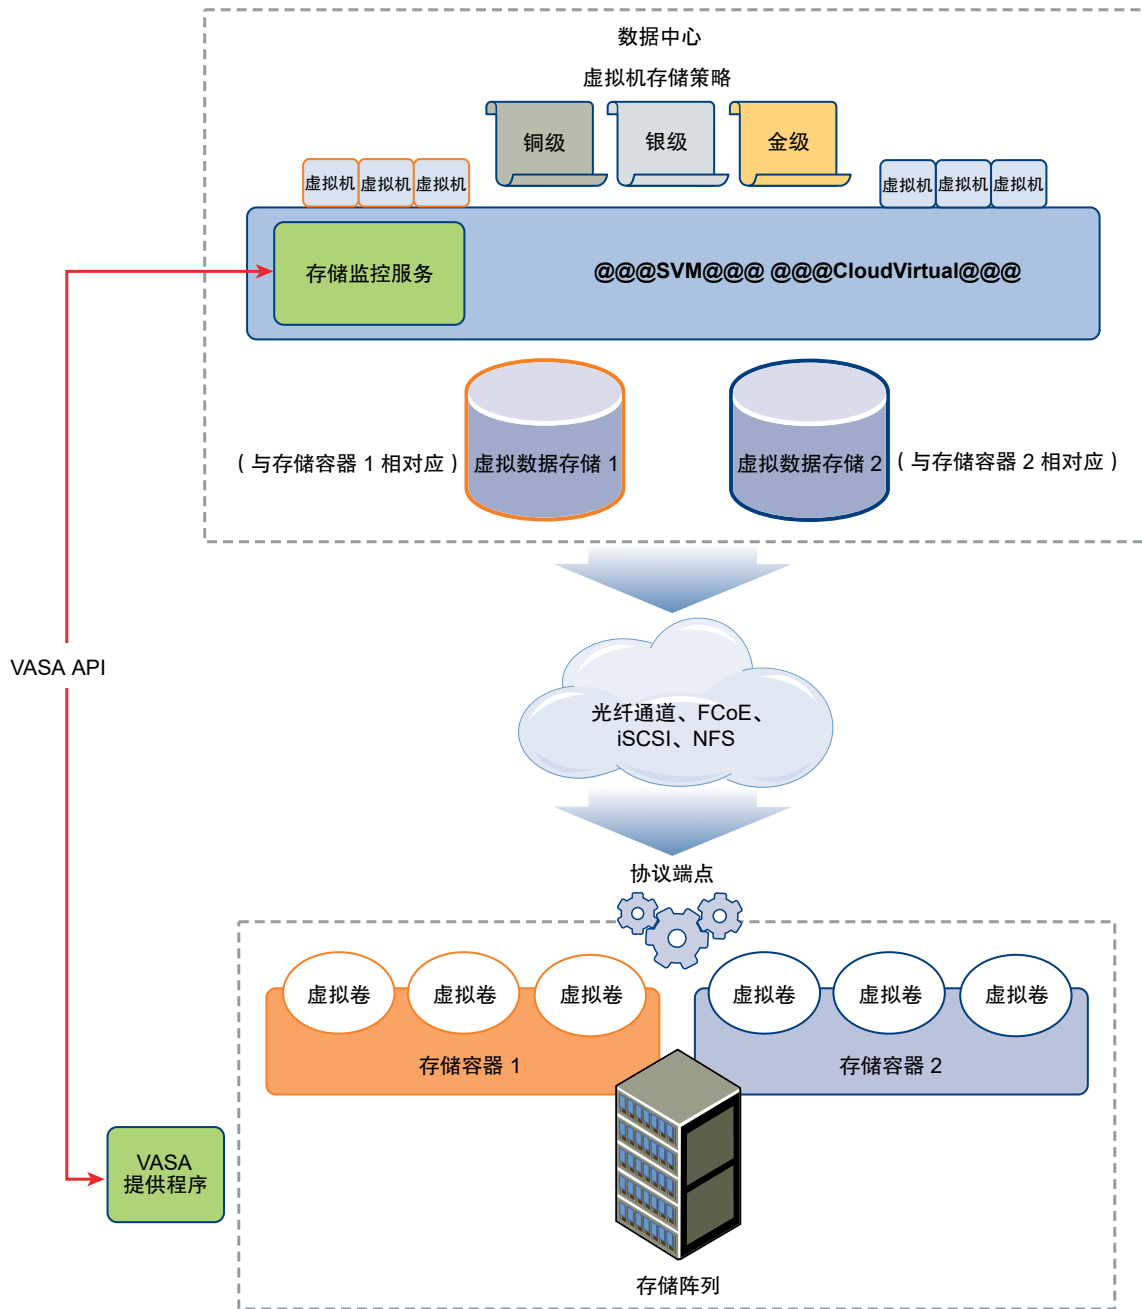 数据中心
虚拟机存储策略
铜级
银级
金级
虚拟机 虚拟机 虚拟机
虚拟机 虚拟机 虚拟机
存储监控服务
@@@SVM@@@ @@@CloudVirtual@@@
（与存储容器 1 相对应）
虚拟数据存储 1
虚拟数据存储 2
（与存储容器 2 相对应）
VASA API
光纤通道、FCoE、
iSCSI、NFS
协议端点
虚拟卷 虚拟卷 虚拟卷
虚拟卷 虚拟卷 虚拟卷
存储容器 1
存储容器 2
VASA
提供程序
存储阵列